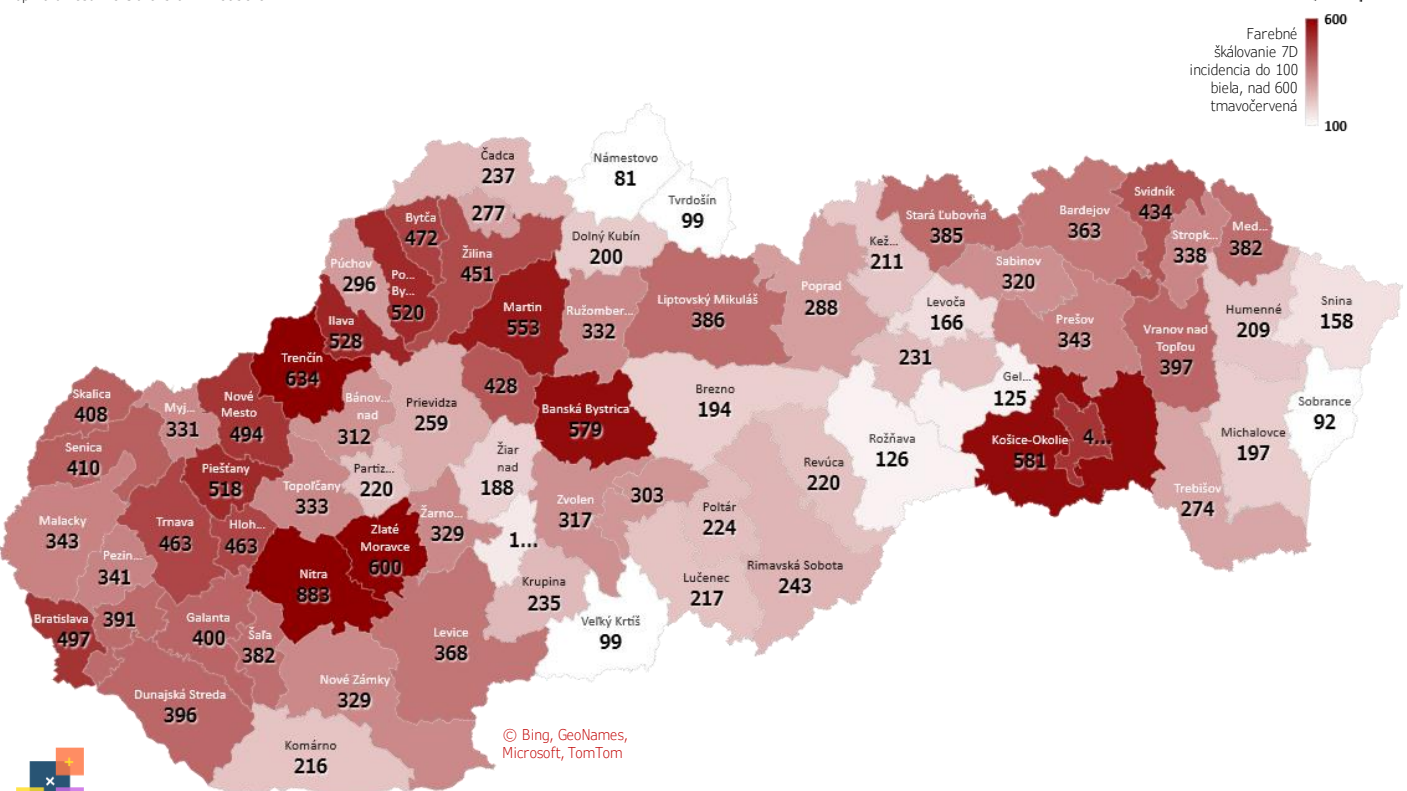 600
Farebné
škálovanie 7D
incidencia do 100
biela, nad 600
tmavočervená
100
Čadca
237
277
Námestovo
81
Tvrdošín
99
Bytča
472
Žilina
451
Dolný Kubín
200
Púchov
296
Po...
By...
520
Ilava
528
Martin
553
Ružomber...
332
Liptovský Mikuláš
386
Poprad
288
Kež...
211
Stará Ľubovňa
385
Bardejov
363
Svidník
434
Stropk...
338
Med...
382
Sabinov
320
Levoča
166
Prešov
343
Vranov nad
Topľou
397
Humenné
209
Snina
158
231
Gel...
125
Trenčín
634
Skalica
408
Myj...
331
Nové
Mesto
494
Bánov...
nad
312
Prievidza
259
428
Banská Bystrica
579
Brezno
194
Rožňava
126
Košice-Okolie
581
4...
Michalovce
197
Sobrance
92
Senica
410
Piešťany
518
Topoľčany
333
Partiz...
220
Žiar
nad
188
Zvolen
317
303
Poltár
224
Revúca
220
Trebišov
274
Malacky
343
Trnava
463
Hloh...
463
Zlaté
Moravce
600
Žarno...
329
1...
Pezin...
341
Nitra
883
Krupina
235
Lučenec
217
Rimavská Sobota
243
Bratislava
497
391
Galanta
400
Šaľa
382
Levice
368
Veľký Krtíš
99
Dunajská Streda
396
Nové Zámky
329
Komárno
216
© Bing, GeoNames,
Microsoft, TomTom